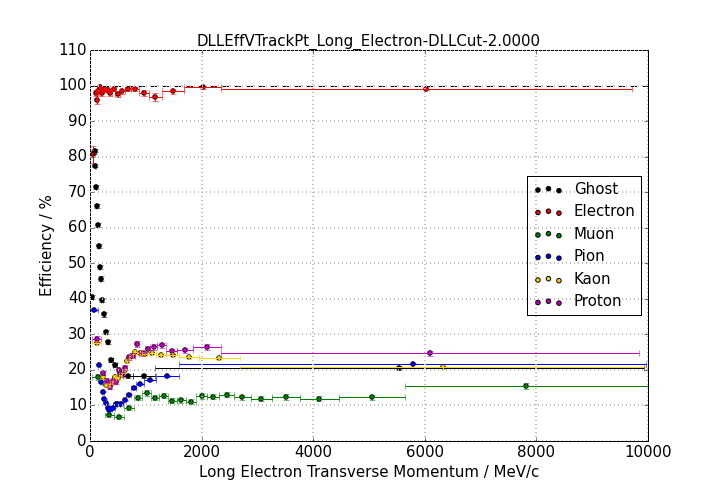 DLLEffVTrackPt_Long_Electron-DLLCut-2.0000
110
100
90
80
70
60
50
40
30
20
10
0
Efficiency / %
Ghost
Electron
Muon
Pion
Kaon
Proton
0 2000 4000 6000 8000 10000
Long Electron Transverse Momentum / MeV/c